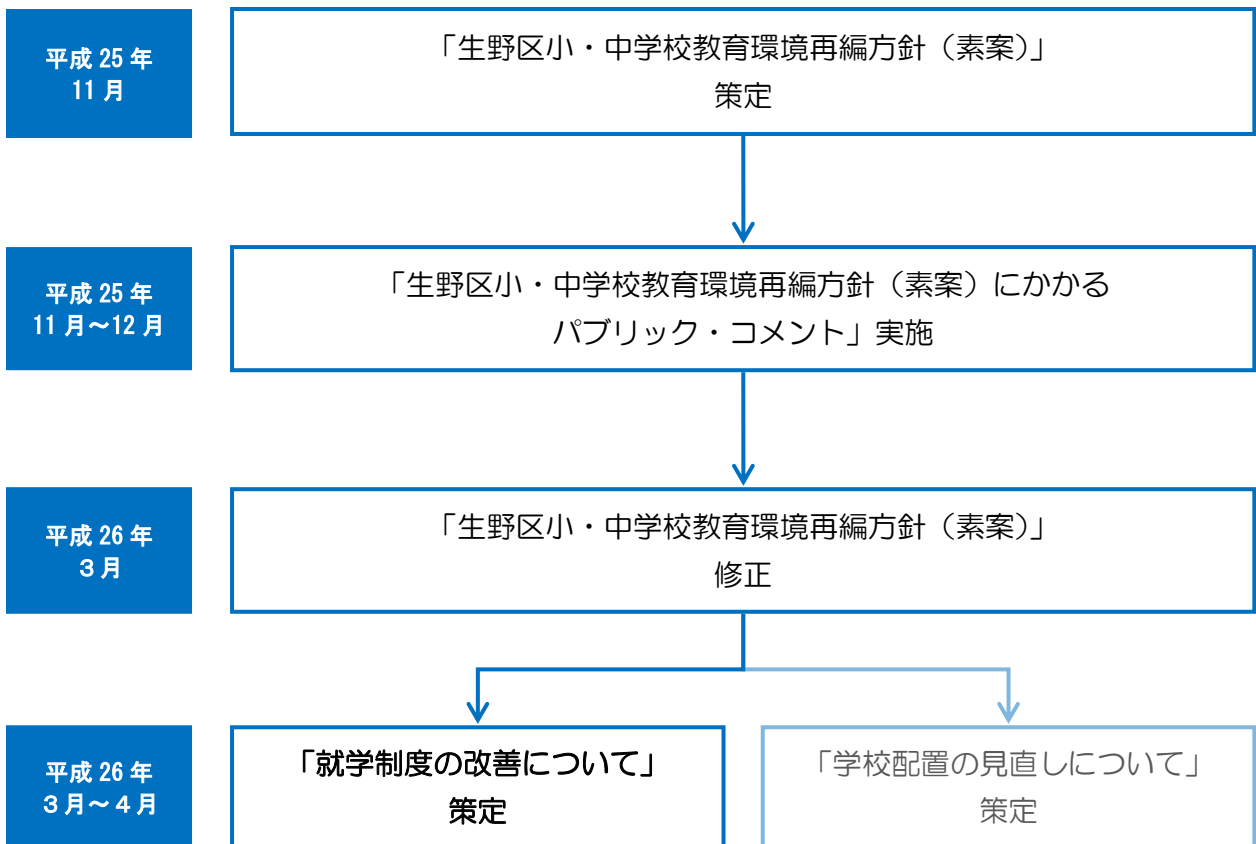 平成 25 年
11 月
「生野区小・中学校教育環境再編方針（素案）」
策定
平成 25 年
11 月～12 月
「生野区小・中学校教育環境再編方針（素案）にかかる
パブリック・コメント」実施
平成 26 年
３月
「生野区小・中学校教育環境再編方針（素案）」
修正
平成 26 年
３月～４月
「就学制度の改善について」
策定
「学校配置の見直しについて」
策定